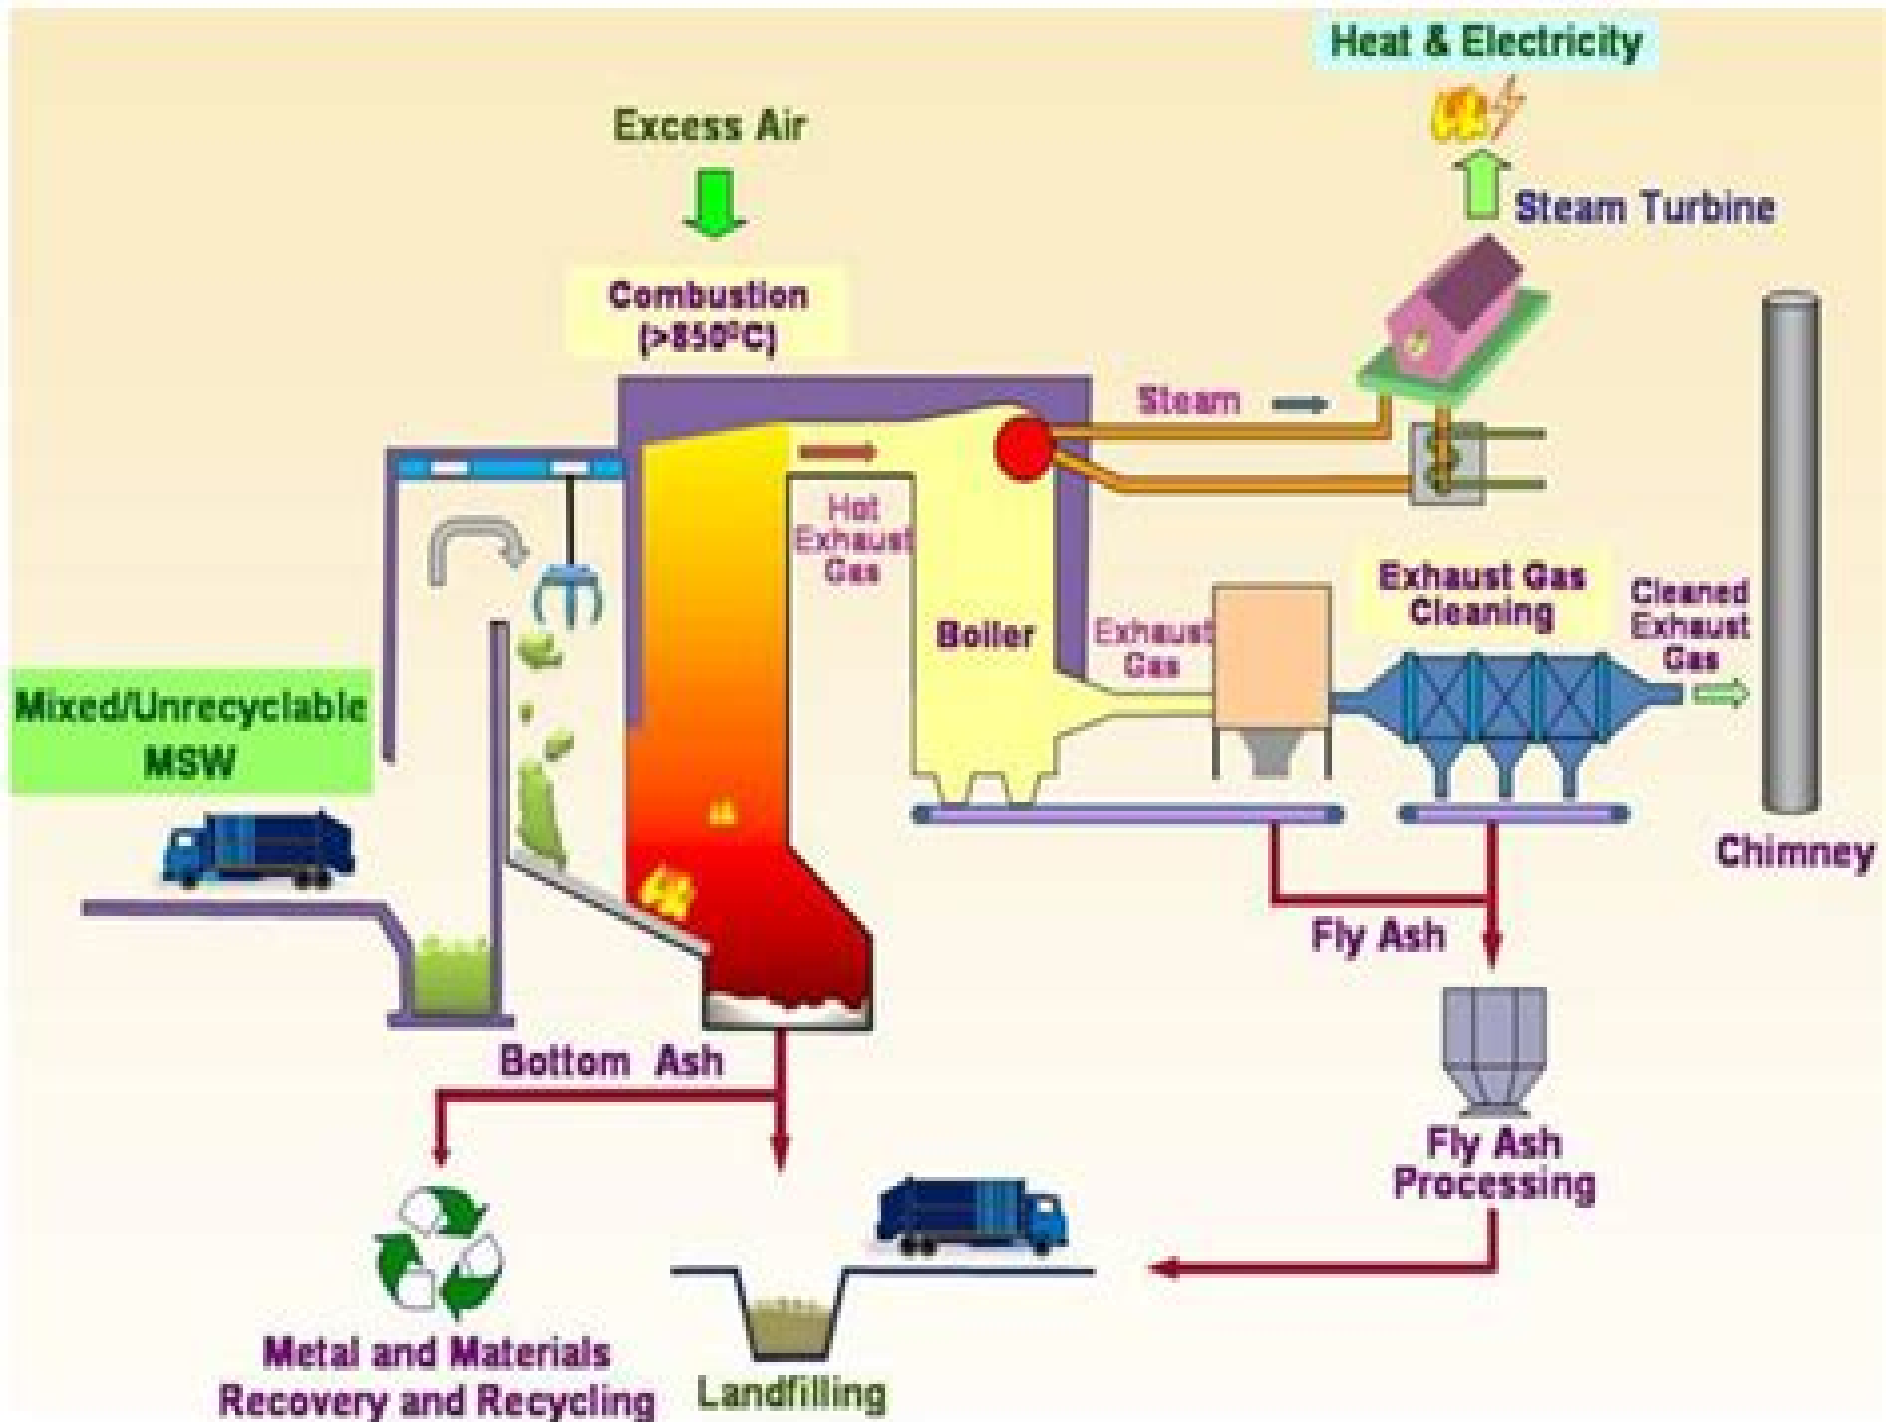 Heat & Electricity
Excess Air
Steam Turbine
Combustion
(>850⁰C)
Steam
Hot
Exhaust
Gas
Exhaust Gas
Cleaning
Cleaned
Exhaust
Gas
Boiler
Exhaust
Gas
Mixed/Unrecyclable
MSW
Chimney
Fly Ash
Bottom Ash
Fly Ash
Processing
Metal and Materials
Recovery and Recycling
Landfilling